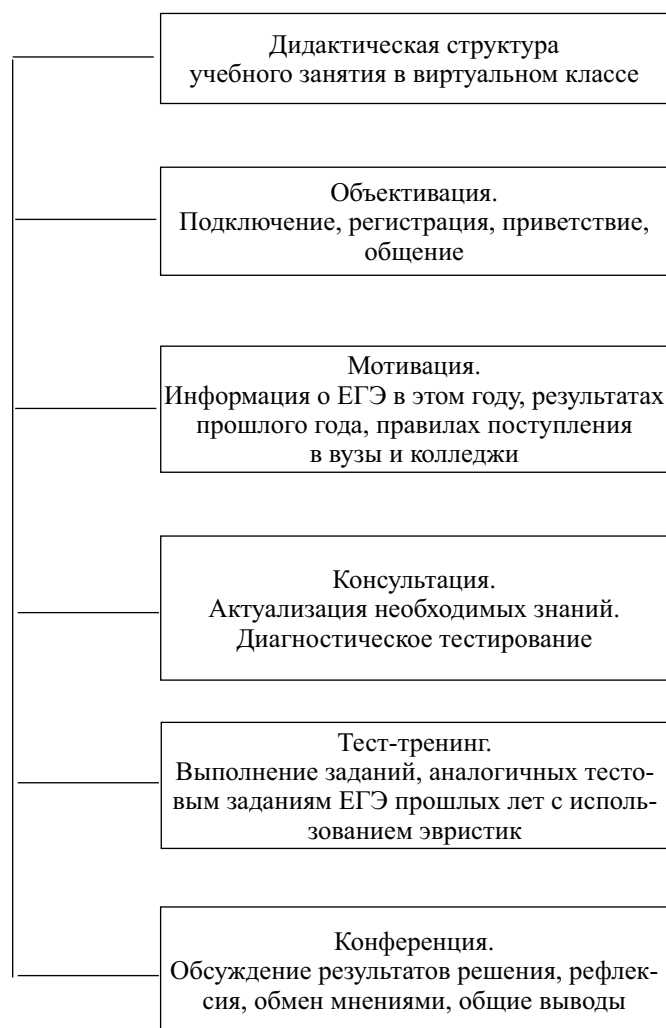 Дидактическая структура
учебного занятия в виртуальном классе
Объективация.
Подключение, регистрация, приветствие,
общение
Мотивация.
Информация о ЕГЭ в этом году, результатах
прошлого года, правилах поступления
в вузы и колледжи
Консультация.
Актуализация необходимых знаний.
Диагностическое тестирование
Тест-тренинг.
Выполнение заданий, аналогичных тесто-
вым заданиям ЕГЭ прошлых лет с исполь-
зованием эвристик
Конференция.
Обсуждение результатов решения, рефлек-
сия, обмен мнениями, общие выводы